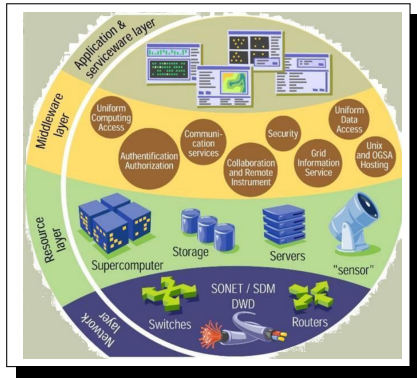 Application &
serviceware layer
Middleware
layer
Uniform
Computing
Access
Authentification
Authorization
Communi-
cation
services
Collaboration
and Remote
Instrument
Security
Grid
Information
Service
Uniform
Data
Access
Unix
and OGSA
Hosting
Resource
layer
Supercomputer
Storage
Servers
"sensor"
Network
layer
Switches
SONET / SDM
DWD
Routers